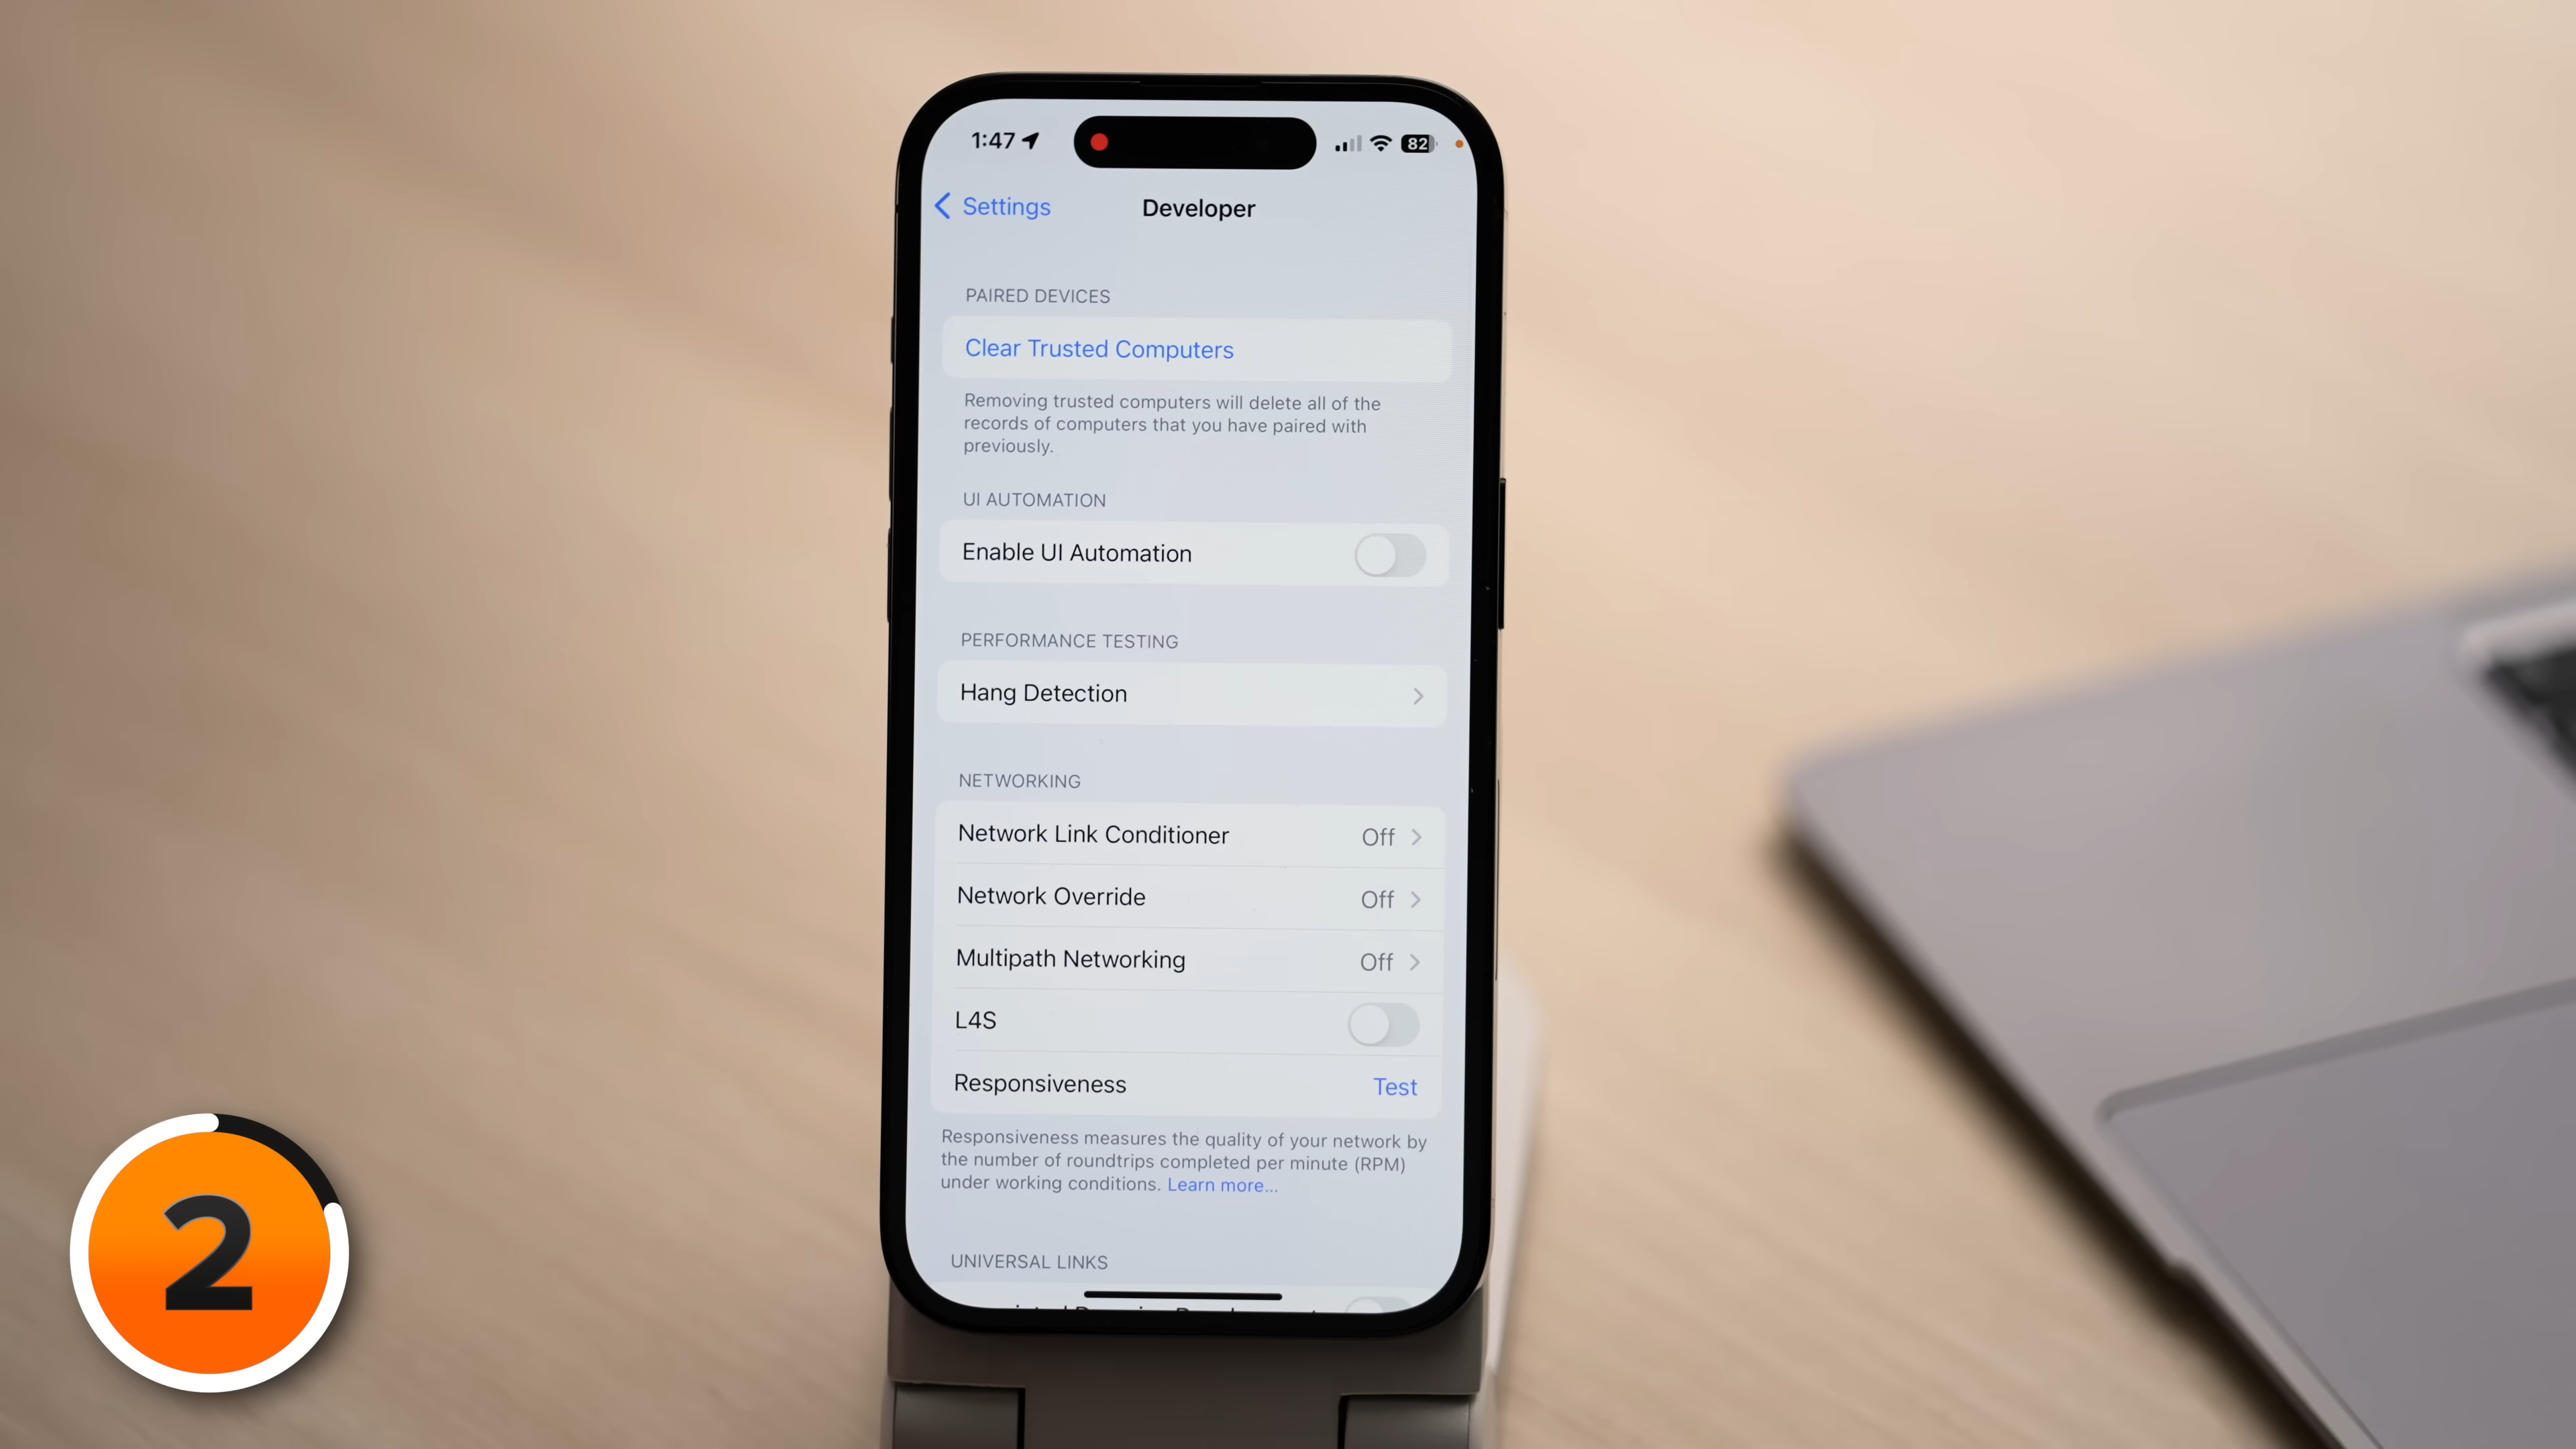 1:47
82
Settings
Developer
PAIRED DEVICES
Clear Trusted Computers
Removing trusted computers will delete all of the
records of computers that you have paired with
previously.
UI AUTOMATION
Enable UI Automation
PERFORMANCE TESTING
Hang Detection
NETWORKING
Network Link Conditioner Off
Network Override Off
Multipath Networking Off
L4S
Responsiveness Test
Responsiveness measures the quality of your network by
the number of roundtrips completed per minute (RPM)
under working conditions. Learn more...
UNIVERSAL LINKS
2